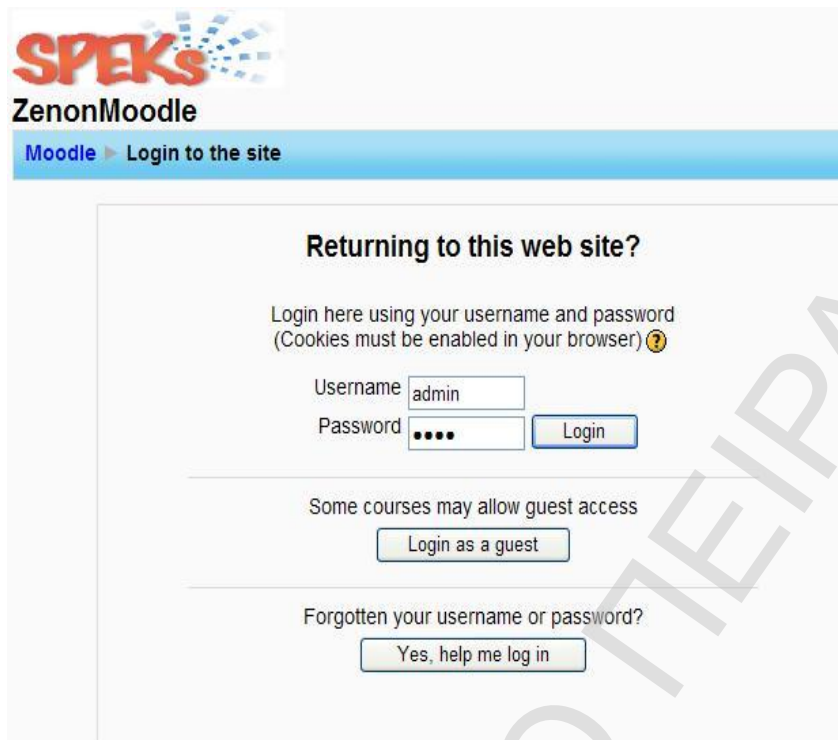 SPEKs
ZenonMoodle
Moodle ► Login to the site
Returning to this web site?
Login here using your username and password
(Cookies must be enabled in your browser) ?
Username admin
Password ●●●● Login
Some courses may allow guest access
Login as a guest
Forgotten your username or password?
Yes, help me log in